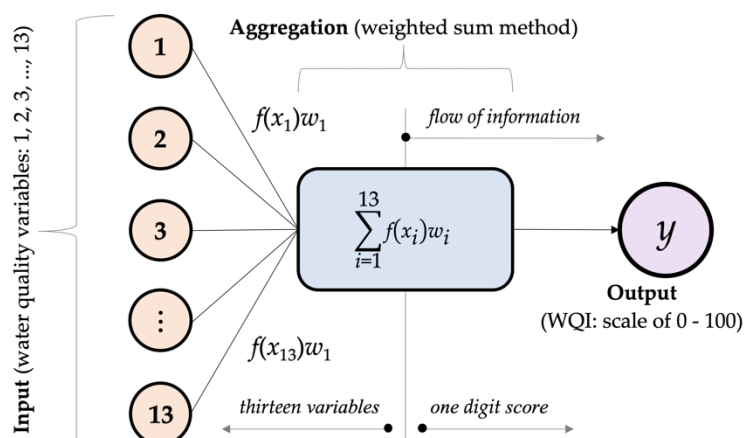 Input (water quality variables: 1, 2, 3, ..., 13)
1
2
3
⋮
13
Aggregation (weighted sum method)
f(x₁)w₁
f(x₁₃)w₁
flow of information
13
∑ f(xᵢ)wᵢ
i=1
y
Output
(WQI: scale of 0 - 100)
thirteen variables
one digit score